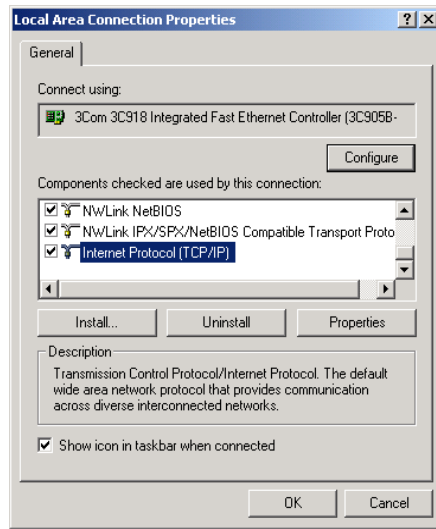 Local Area Connection Properties
General
Connect using:
3Com 3C918 Integrated Fast Ethernet Controller (3C905B-
Configure
Components checked are used by this connection:
NWLink NetBIOS
NWLink IPX/SPX/NetBIOS Compatible Transport Proto
Internet Protocol (TCP/IP)
Install... Uninstall Properties
Description
Transmission Control Protocol/Internet Protocol. The default
wide area network protocol that provides communication
across diverse interconnected networks.
Show icon in taskbar when connected
OK Cancel